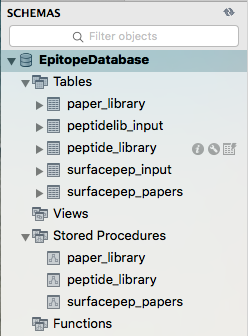 SCHEMAS
Filter objects
EpitopeDatabase
Tables
paper_library
peptidelib_input
peptide_library
surfacepep_input
surfacepep_papers
Views
Stored Procedures
paper_library
peptide_library
surfacepep_papers
Functions